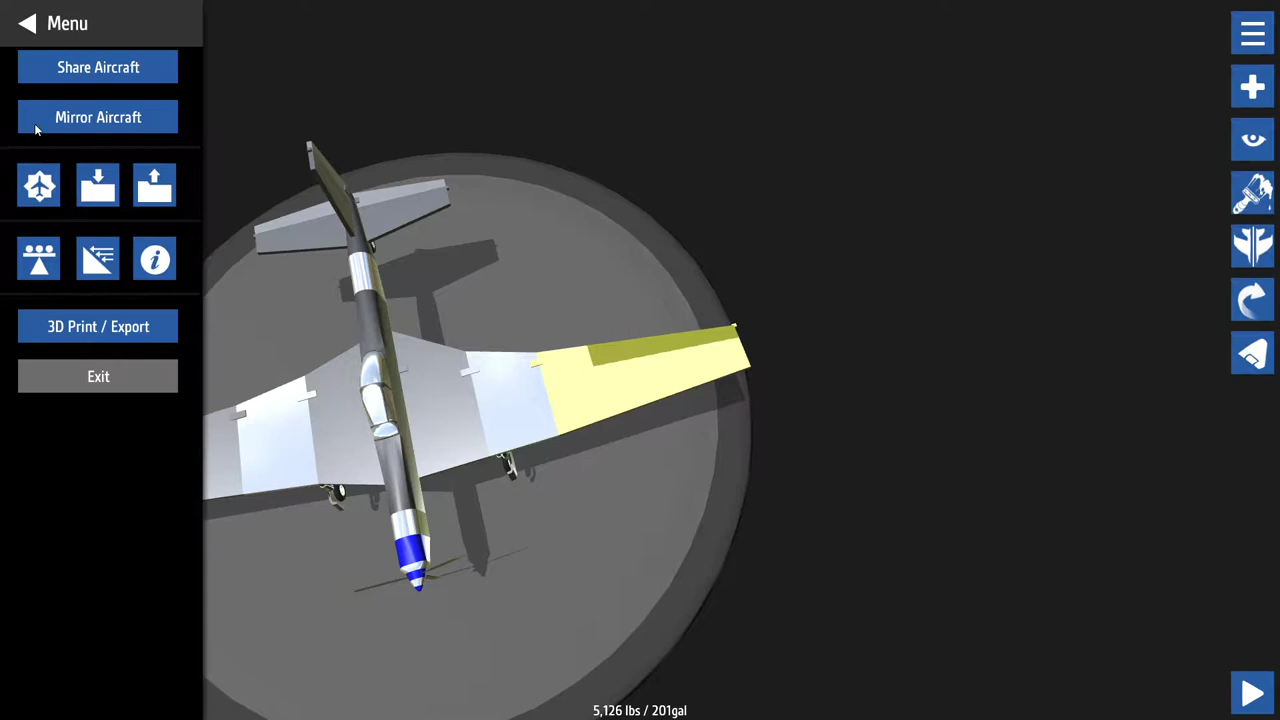 Menu
Share Aircraft
Mirror Aircraft
3D Print / Export
Exit
5,126 lbs / 201gal